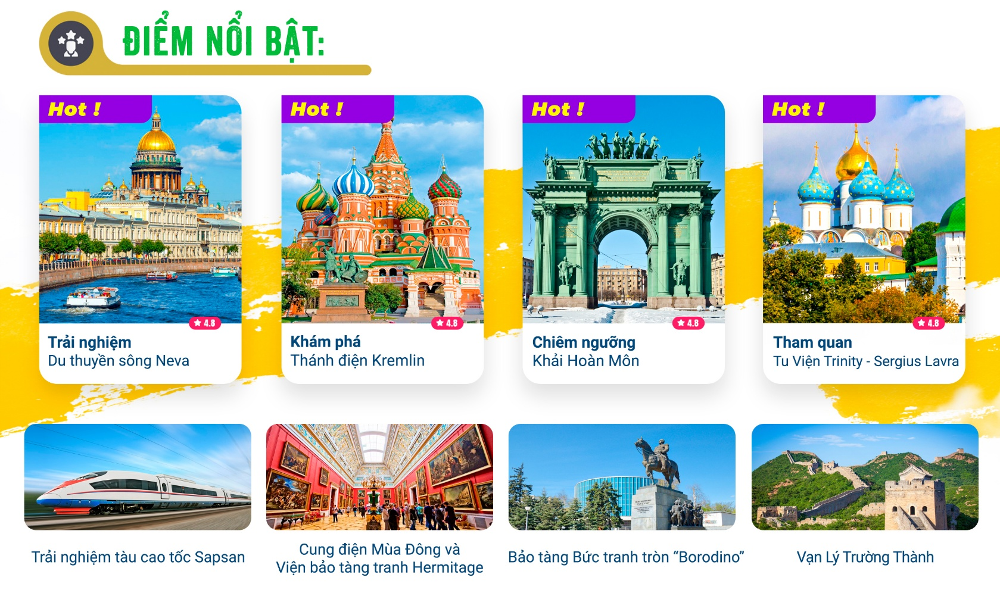 ĐIỂM NỔI BẬT:
Hot !
Hot !
Hot !
Hot !
4.8
4.8
4.8
4.8
Trải nghiệm
Du thuyền sông Neva
Khám phá
Thánh điện Kremlin
Chiêm ngưỡng
Khải Hoàn Môn
Tham quan
Tu Viện Trinity - Sergius Lavra
Trải nghiệm tàu cao tốc Sapsan
Cung điện Mùa Đông và
Viện bảo tàng tranh Hermitage
Bảo tàng Bức tranh tròn “Borodino”
Vạn Lý Trường Thành